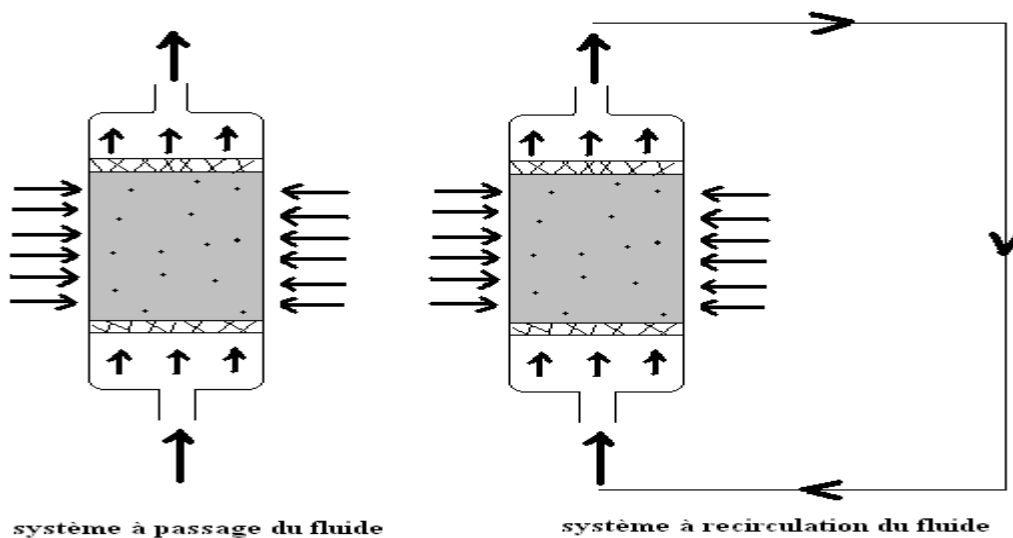 système à passage du fluide
système à recirculation du fluide